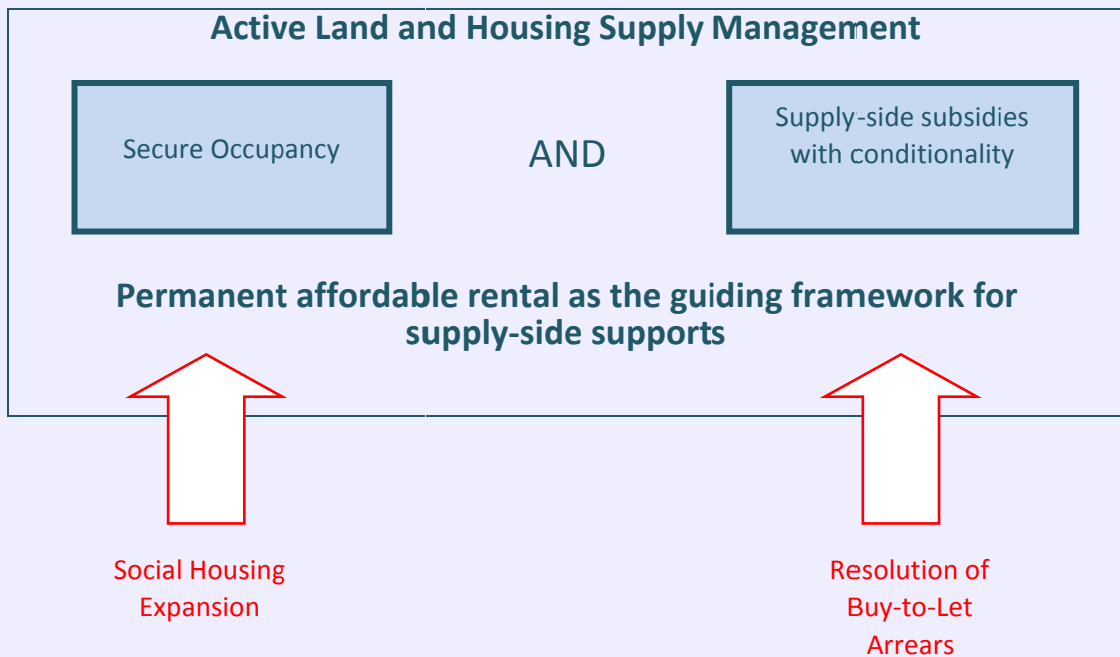 Active Land and Housing Supply Management
Secure Occupancy
AND
Supply-side subsidies
with conditionality
Permanent affordable rental as the guiding framework for
supply-side supports
Social Housing
Expansion
Resolution of
Buy-to-Let
Arrears